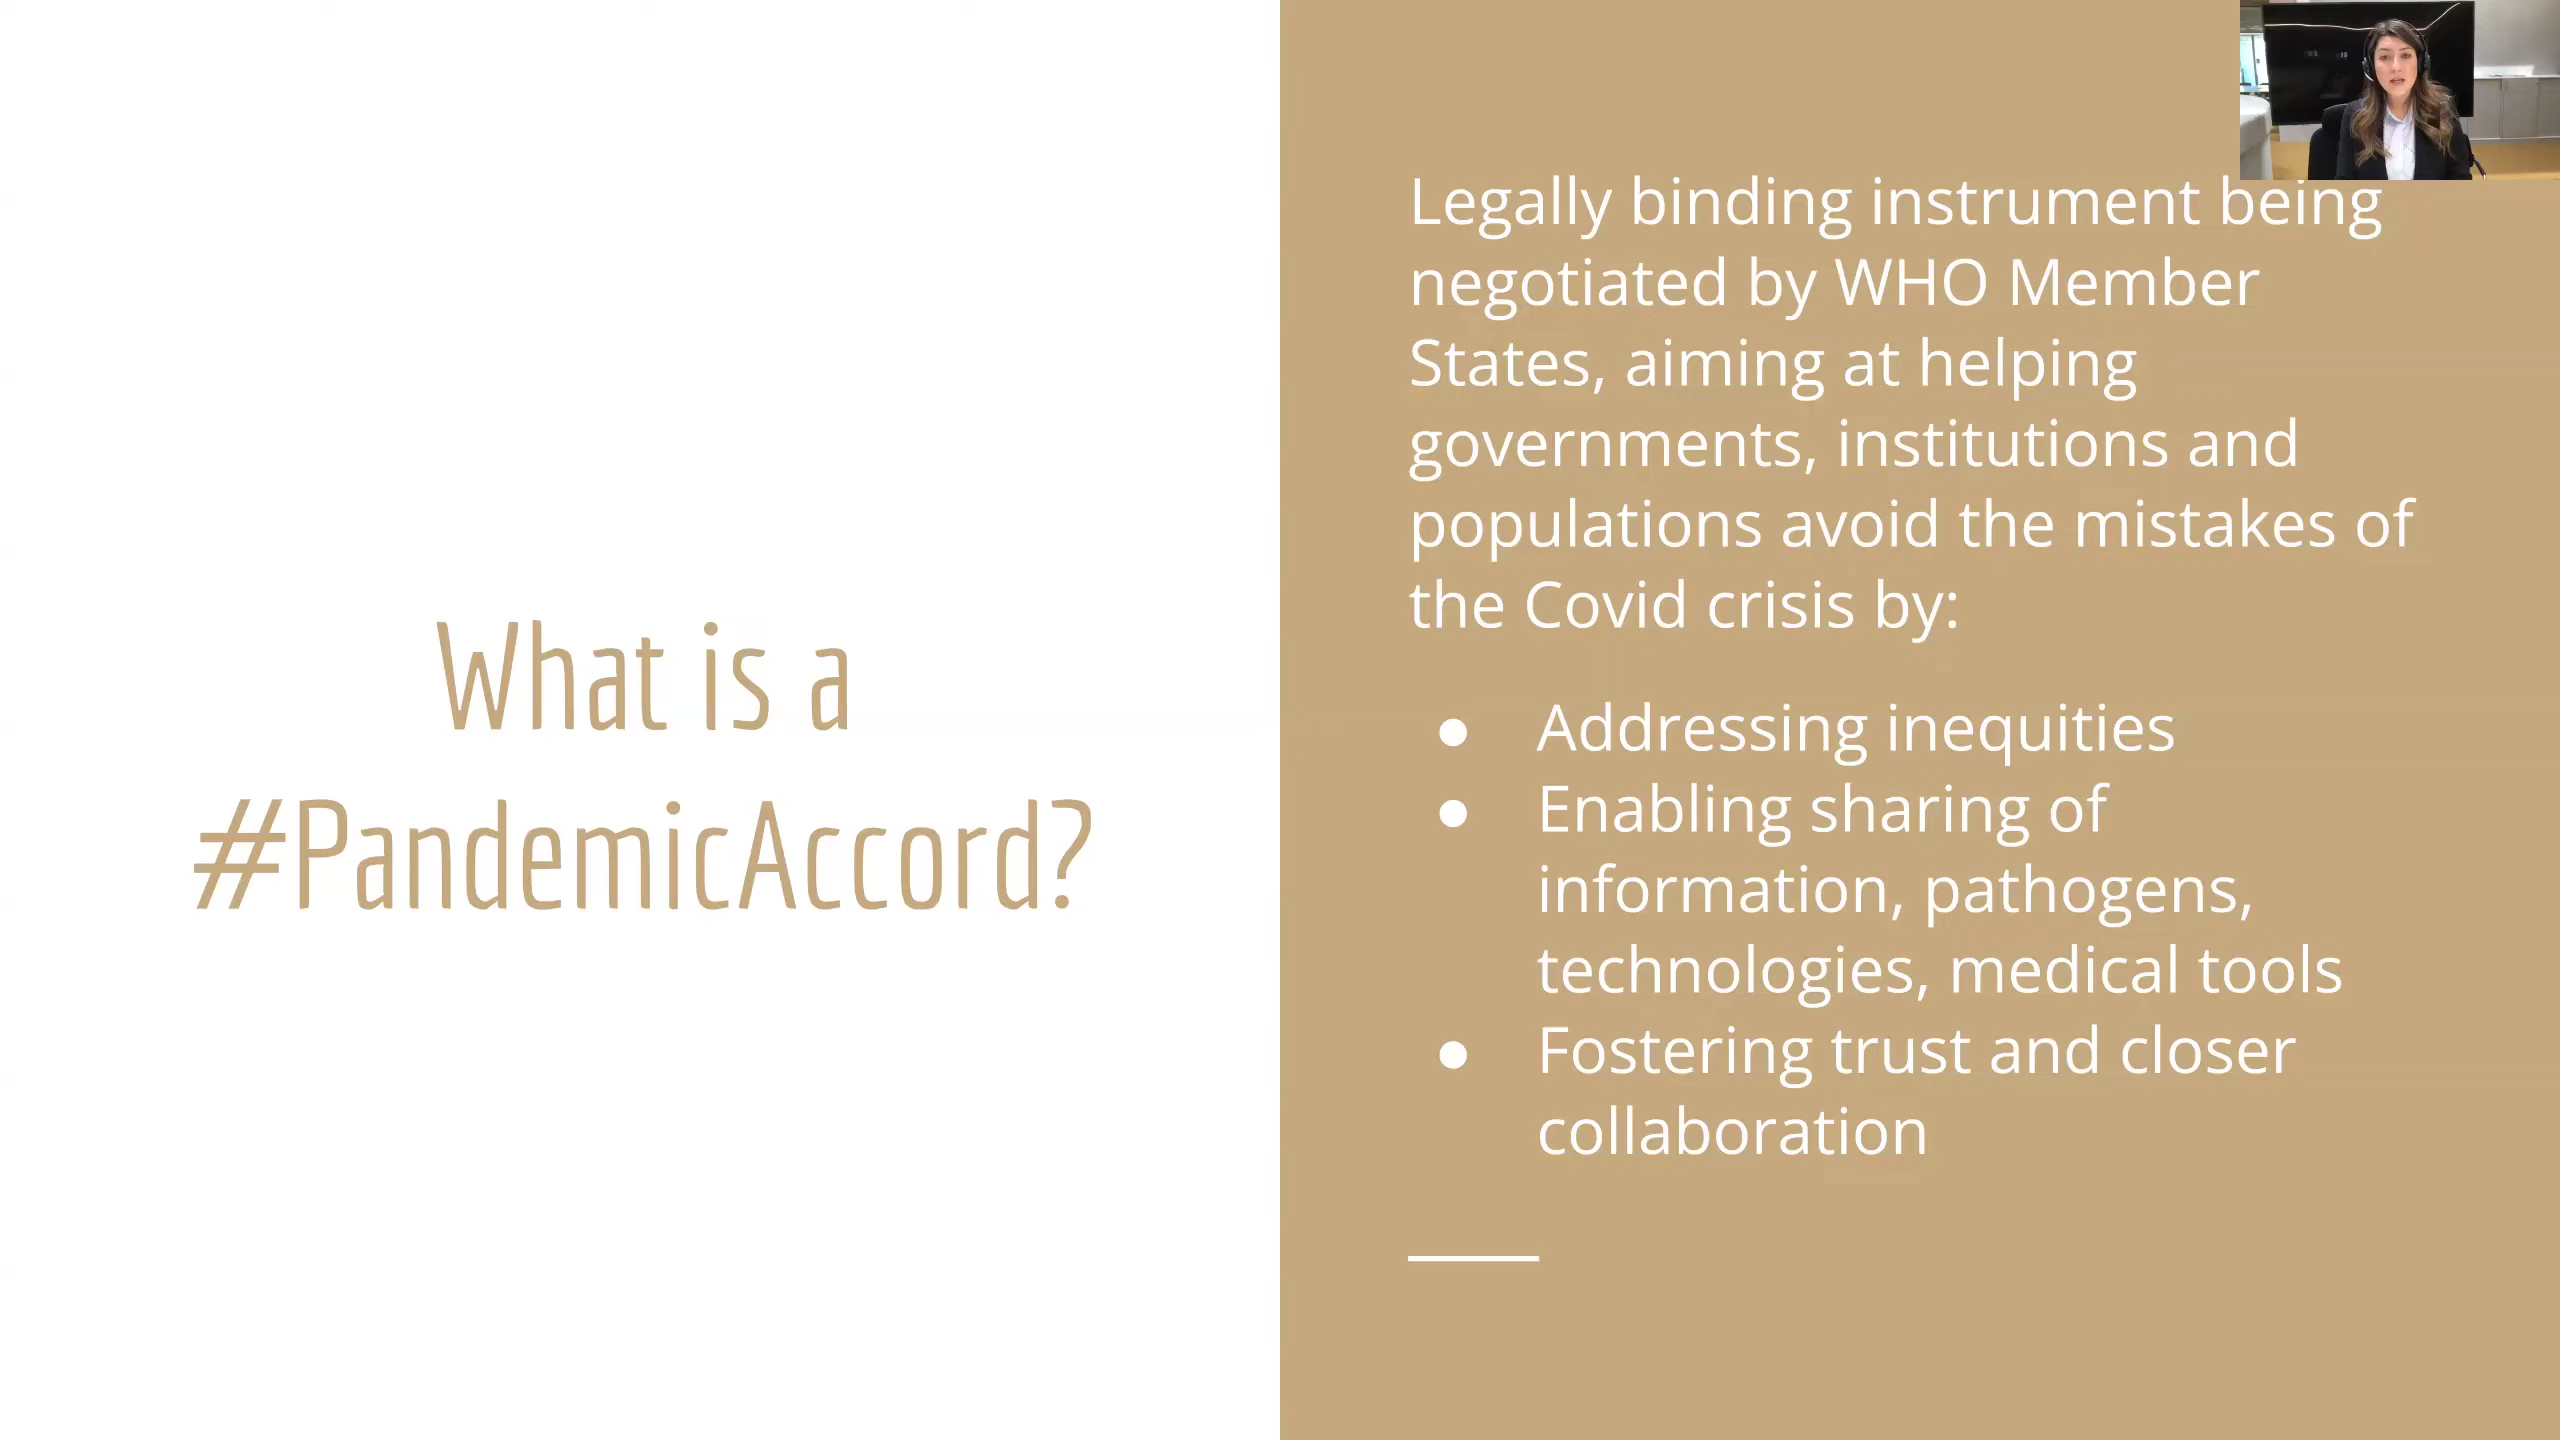 What is a
#PandemicAccord?
Legally binding instrument being
negotiated by WHO Member
States, aiming at helping
governments, institutions and
populations avoid the mistakes of
the Covid crisis by:
● Addressing inequities
● Enabling sharing of
information, pathogens,
technologies, medical tools
● Fostering trust and closer
collaboration